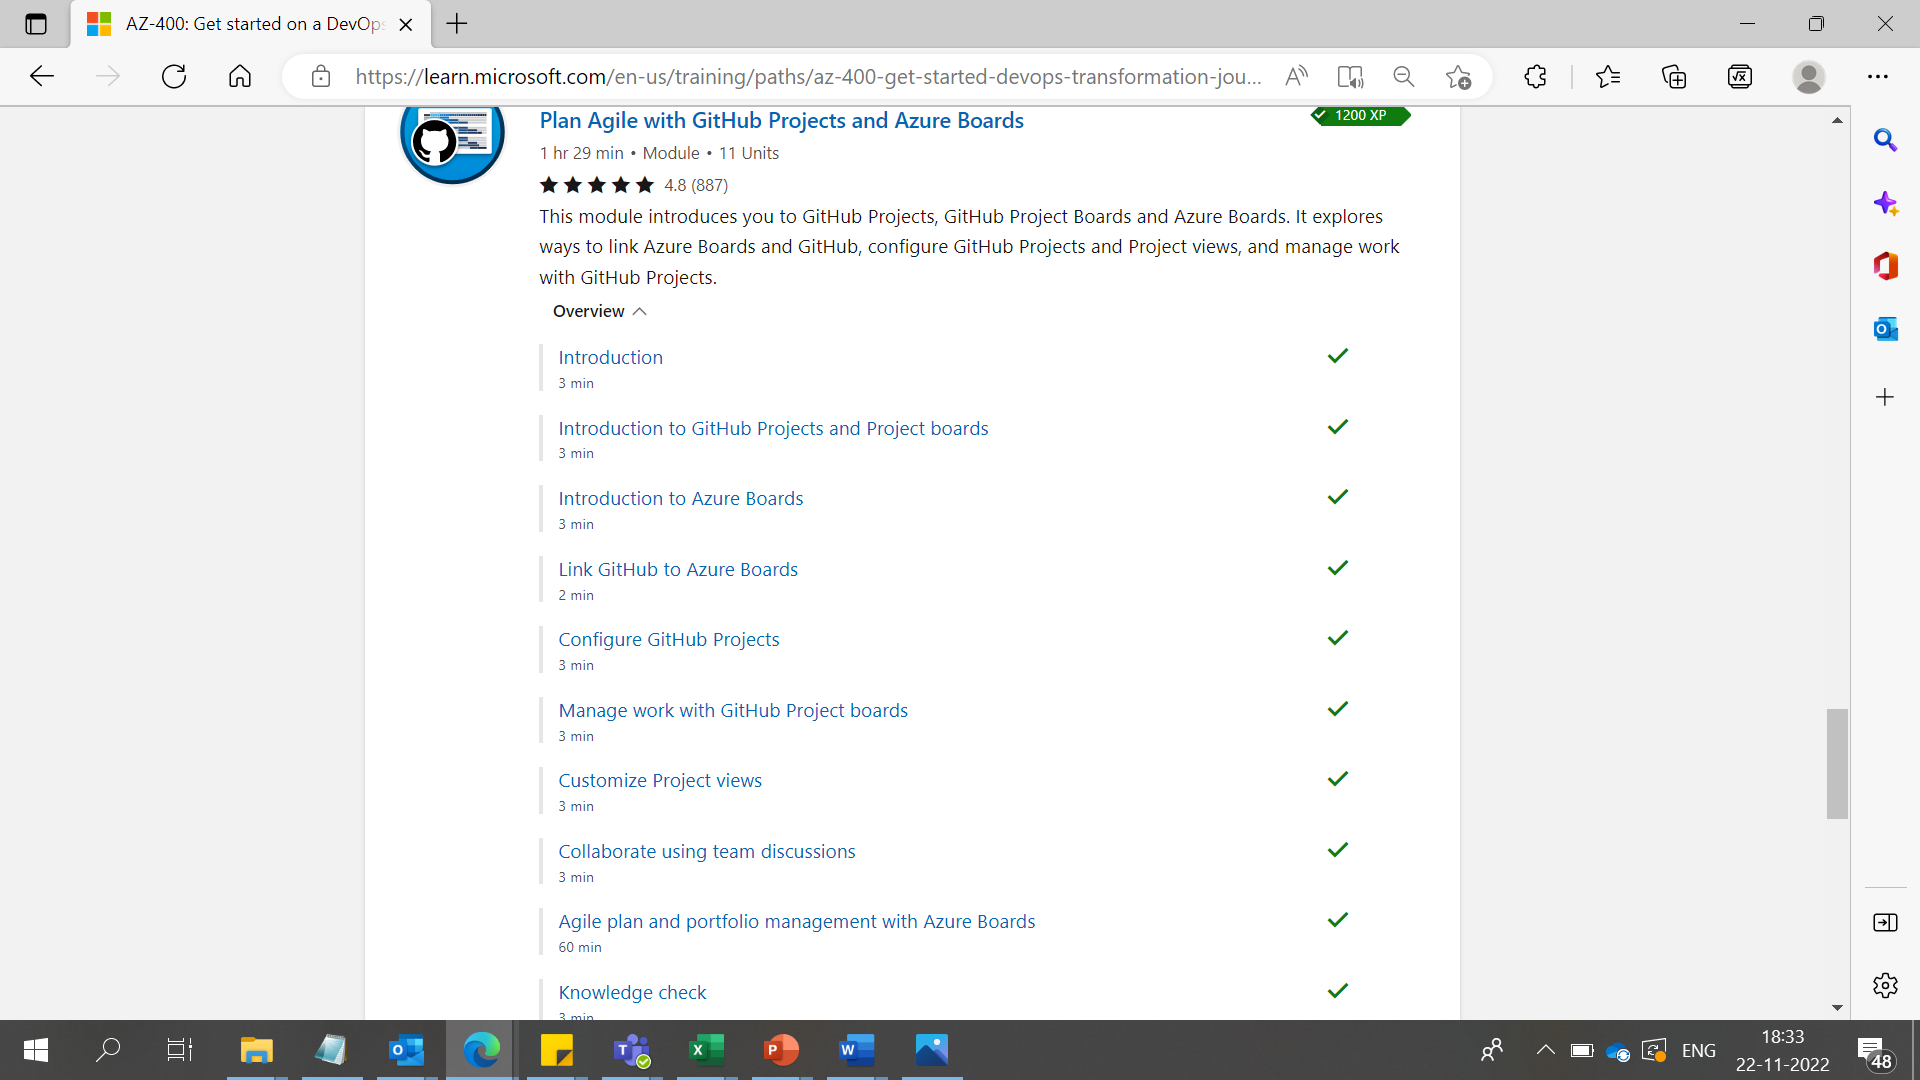 AZ-400: Get started on a DevOps
https://learn.microsoft.com/en-us/training/paths/az-400-get-started-devops-transformation-jou...
Plan Agile with GitHub Projects and Azure Boards
1200 XP
1 hr 29 min • Module • 11 Units
4.8 (887)
This module introduces you to GitHub Projects, GitHub Project Boards and Azure Boards. It explores
ways to link Azure Boards and GitHub, configure GitHub Projects and Project views, and manage work
with GitHub Projects.
Overview
Introduction
3 min
Introduction to GitHub Projects and Project boards
3 min
Introduction to Azure Boards
3 min
Link GitHub to Azure Boards
2 min
Configure GitHub Projects
3 min
Manage work with GitHub Project boards
3 min
Customize Project views
3 min
Collaborate using team discussions
3 min
Agile plan and portfolio management with Azure Boards
60 min
Knowledge check
3 min
ENG
18:33
22-11-2022
48